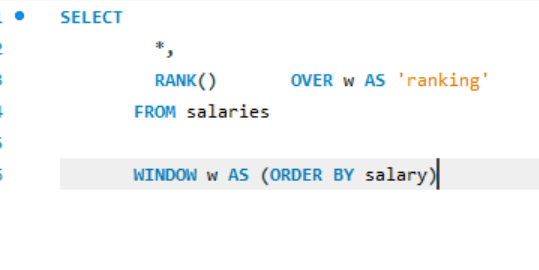 SELECT
*,
RANK() OVER w AS 'ranking'
FROM salaries
WINDOW w AS (ORDER BY salary)